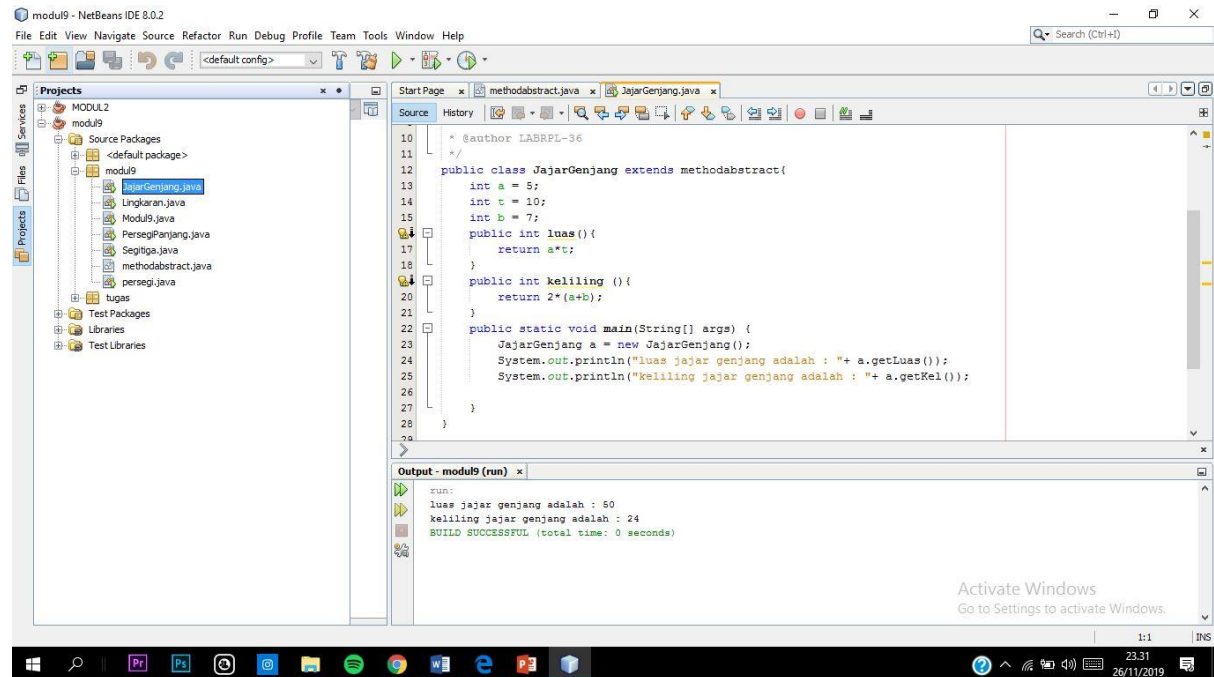 modul9 - NetBeans IDE 8.0.2
File Edit View Navigate Source Refactor Run Debug Profile Team Tools Window Help
Search (Ctrl+I)
<default config>
Services
Files
Projects
Projects
MODUL2
modul9
Source Packages
<default package>
modul9
JajarGenjang.java
Lingkaran.java
Modul9.java
PersegiPanjang.java
Segitiga.java
methodabstract.java
persegi.java
tugas
Test Packages
Libraries
Test Libraries
Start Page methodabstract.java JajarGenjang.java
Source History
10 * @author LABRPL-36
11 */
12 public class JajarGenjang extends methodabstract{
13 int a = 5;
14 int t = 10;
15 int b = 7;
public int luas(){
17 return a*t;
18 }
public int keliling (){
20 return 2*(a+b);
21 }
22 public static void main(String[] args) {
23 JajarGenjang a = new JajarGenjang();
24 System.out.println("luas jajar genjang adalah : "+ a.getLuas());
25 System.out.println("keliling jajar genjang adalah : "+ a.getKel());
26
27 }
28 }
29
Output - modul9 (run)
run:
luas jajar genjang adalah : 50
keliling jajar genjang adalah : 24
BUILD SUCCESSFUL (total time: 0 seconds)
Activate Windows
Go to Settings to activate Windows.
1:1 INS
Pr Ps
23.31
26/11/2019